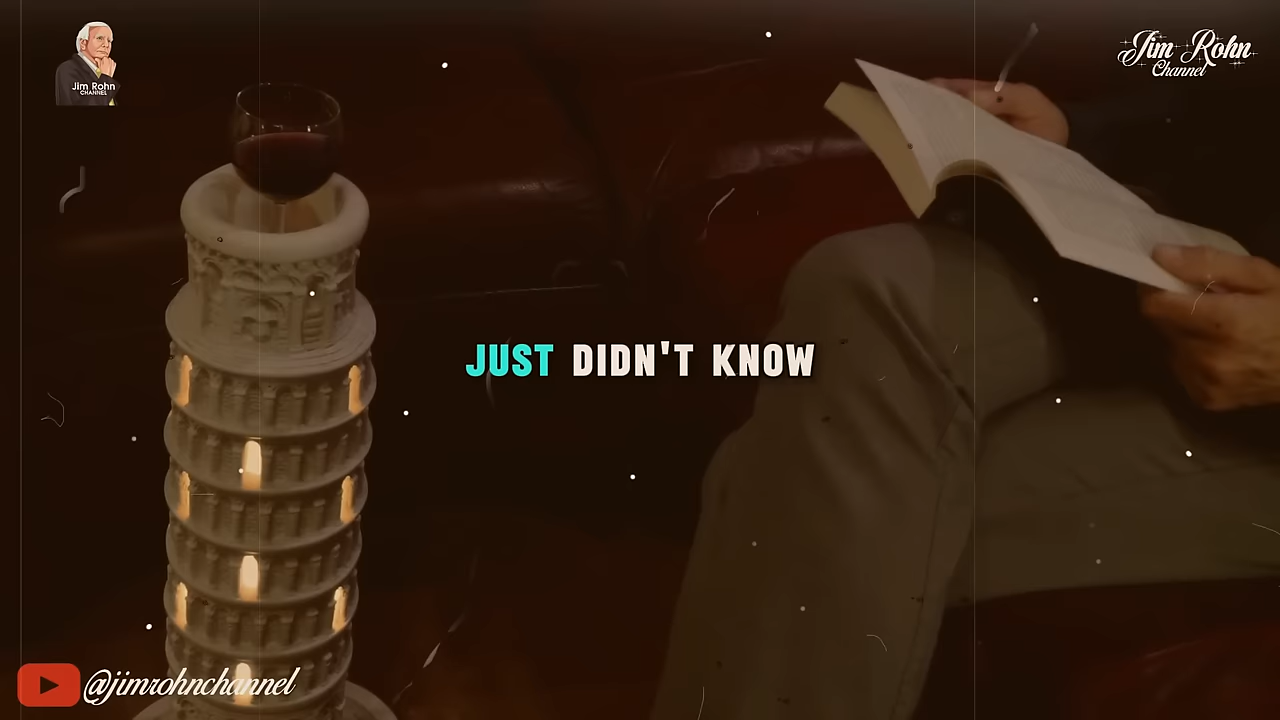 Jim Rohn
CHANNEL
Jim Rohn
Channel
JUST DIDN'T KNOW
@jimrohnchannel